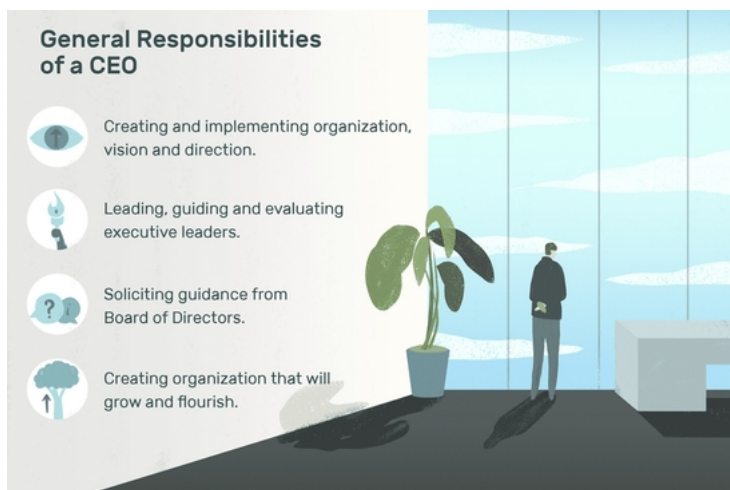 General Responsibilities
of a CEO
Creating and implementing organization,
vision and direction.
Leading, guiding and evaluating
executive leaders.
? i
Soliciting guidance from
Board of Directors.
Creating organization that will
grow and flourish.